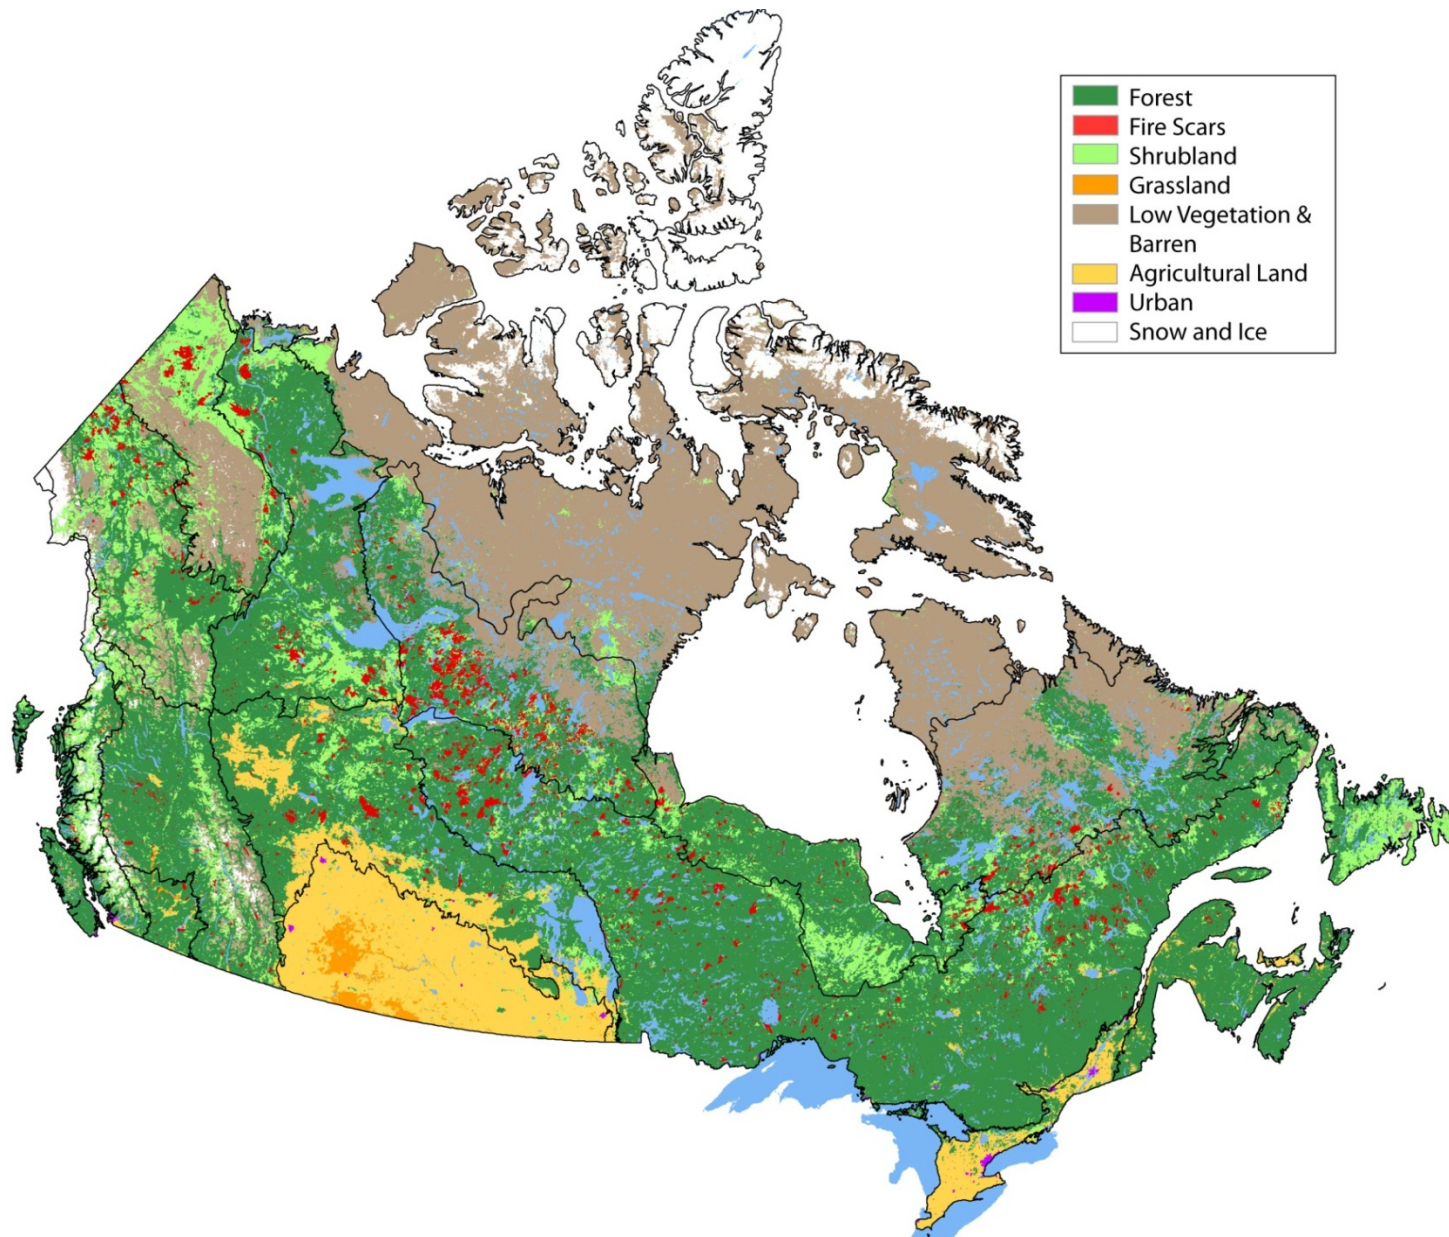 Forest
Fire Scars
Shrubland
Grassland
Low Vegetation &
Barren
Agricultural Land
Urban
Snow and Ice